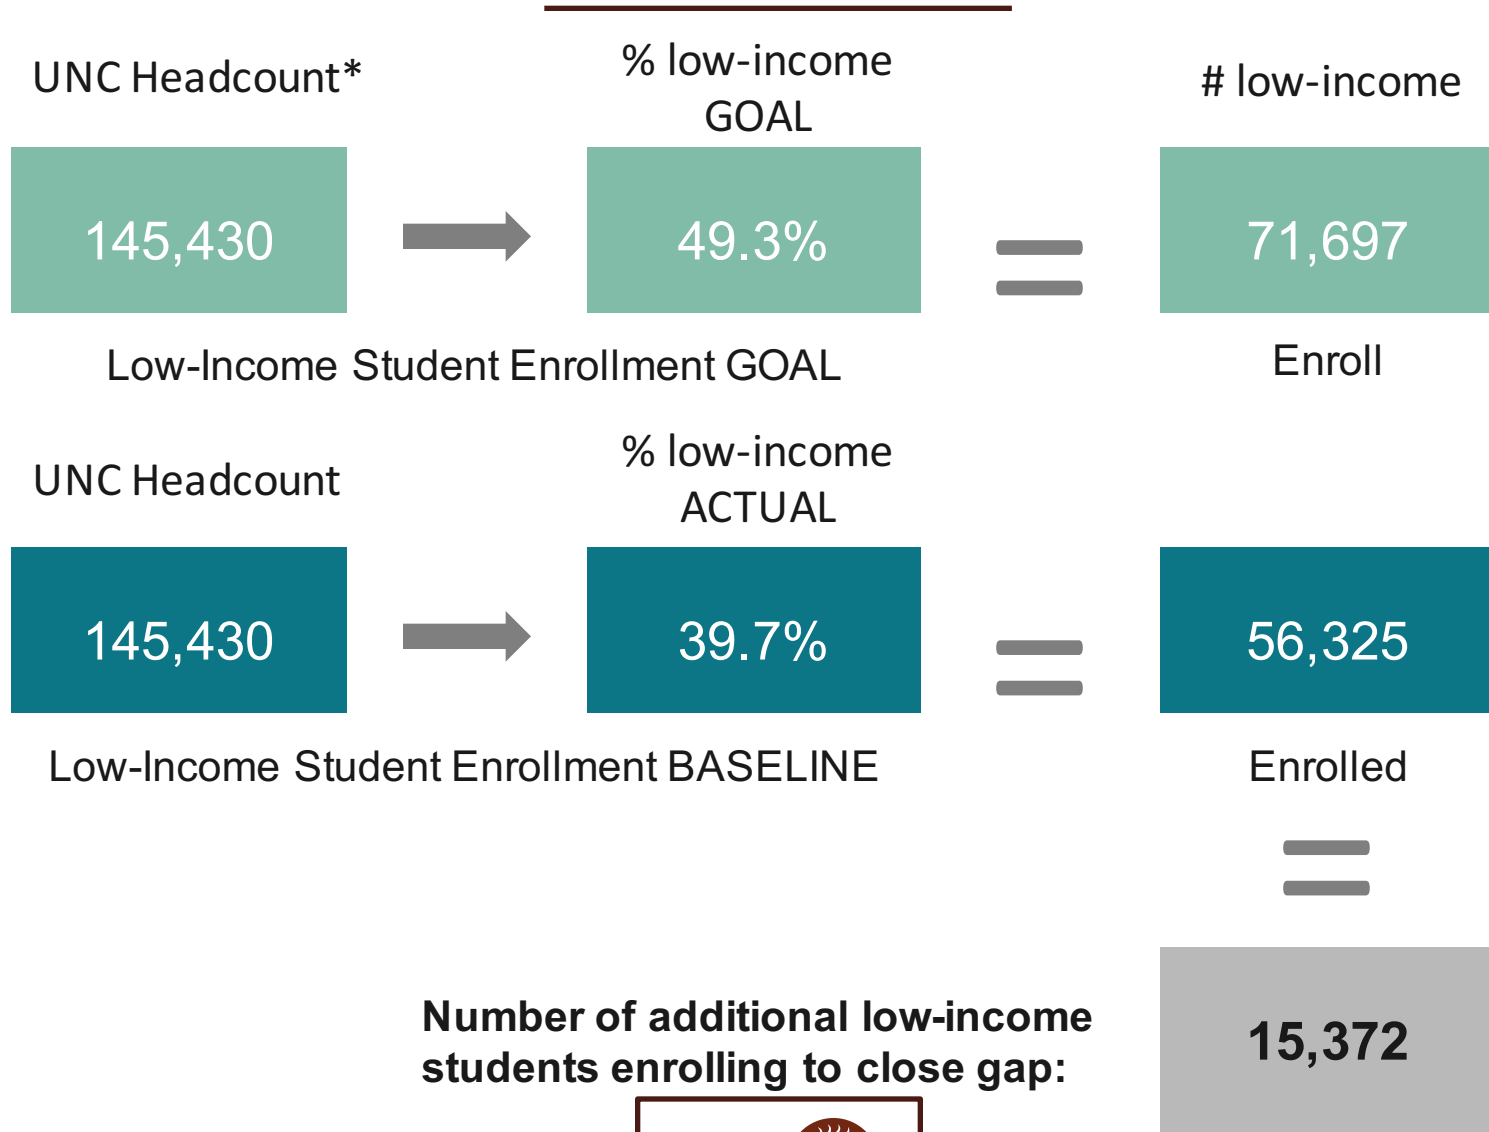 UNC Headcount*
% low-income
GOAL
# low-income
145,430
49.3%
71,697
Low-Income Student Enrollment GOAL
Enroll
UNC Headcount
% low-income
ACTUAL
145,430
39.7%
56,325
Low-Income Student Enrollment BASELINE
Enrolled
Number of additional low-income
students enrolling to close gap:
15,372